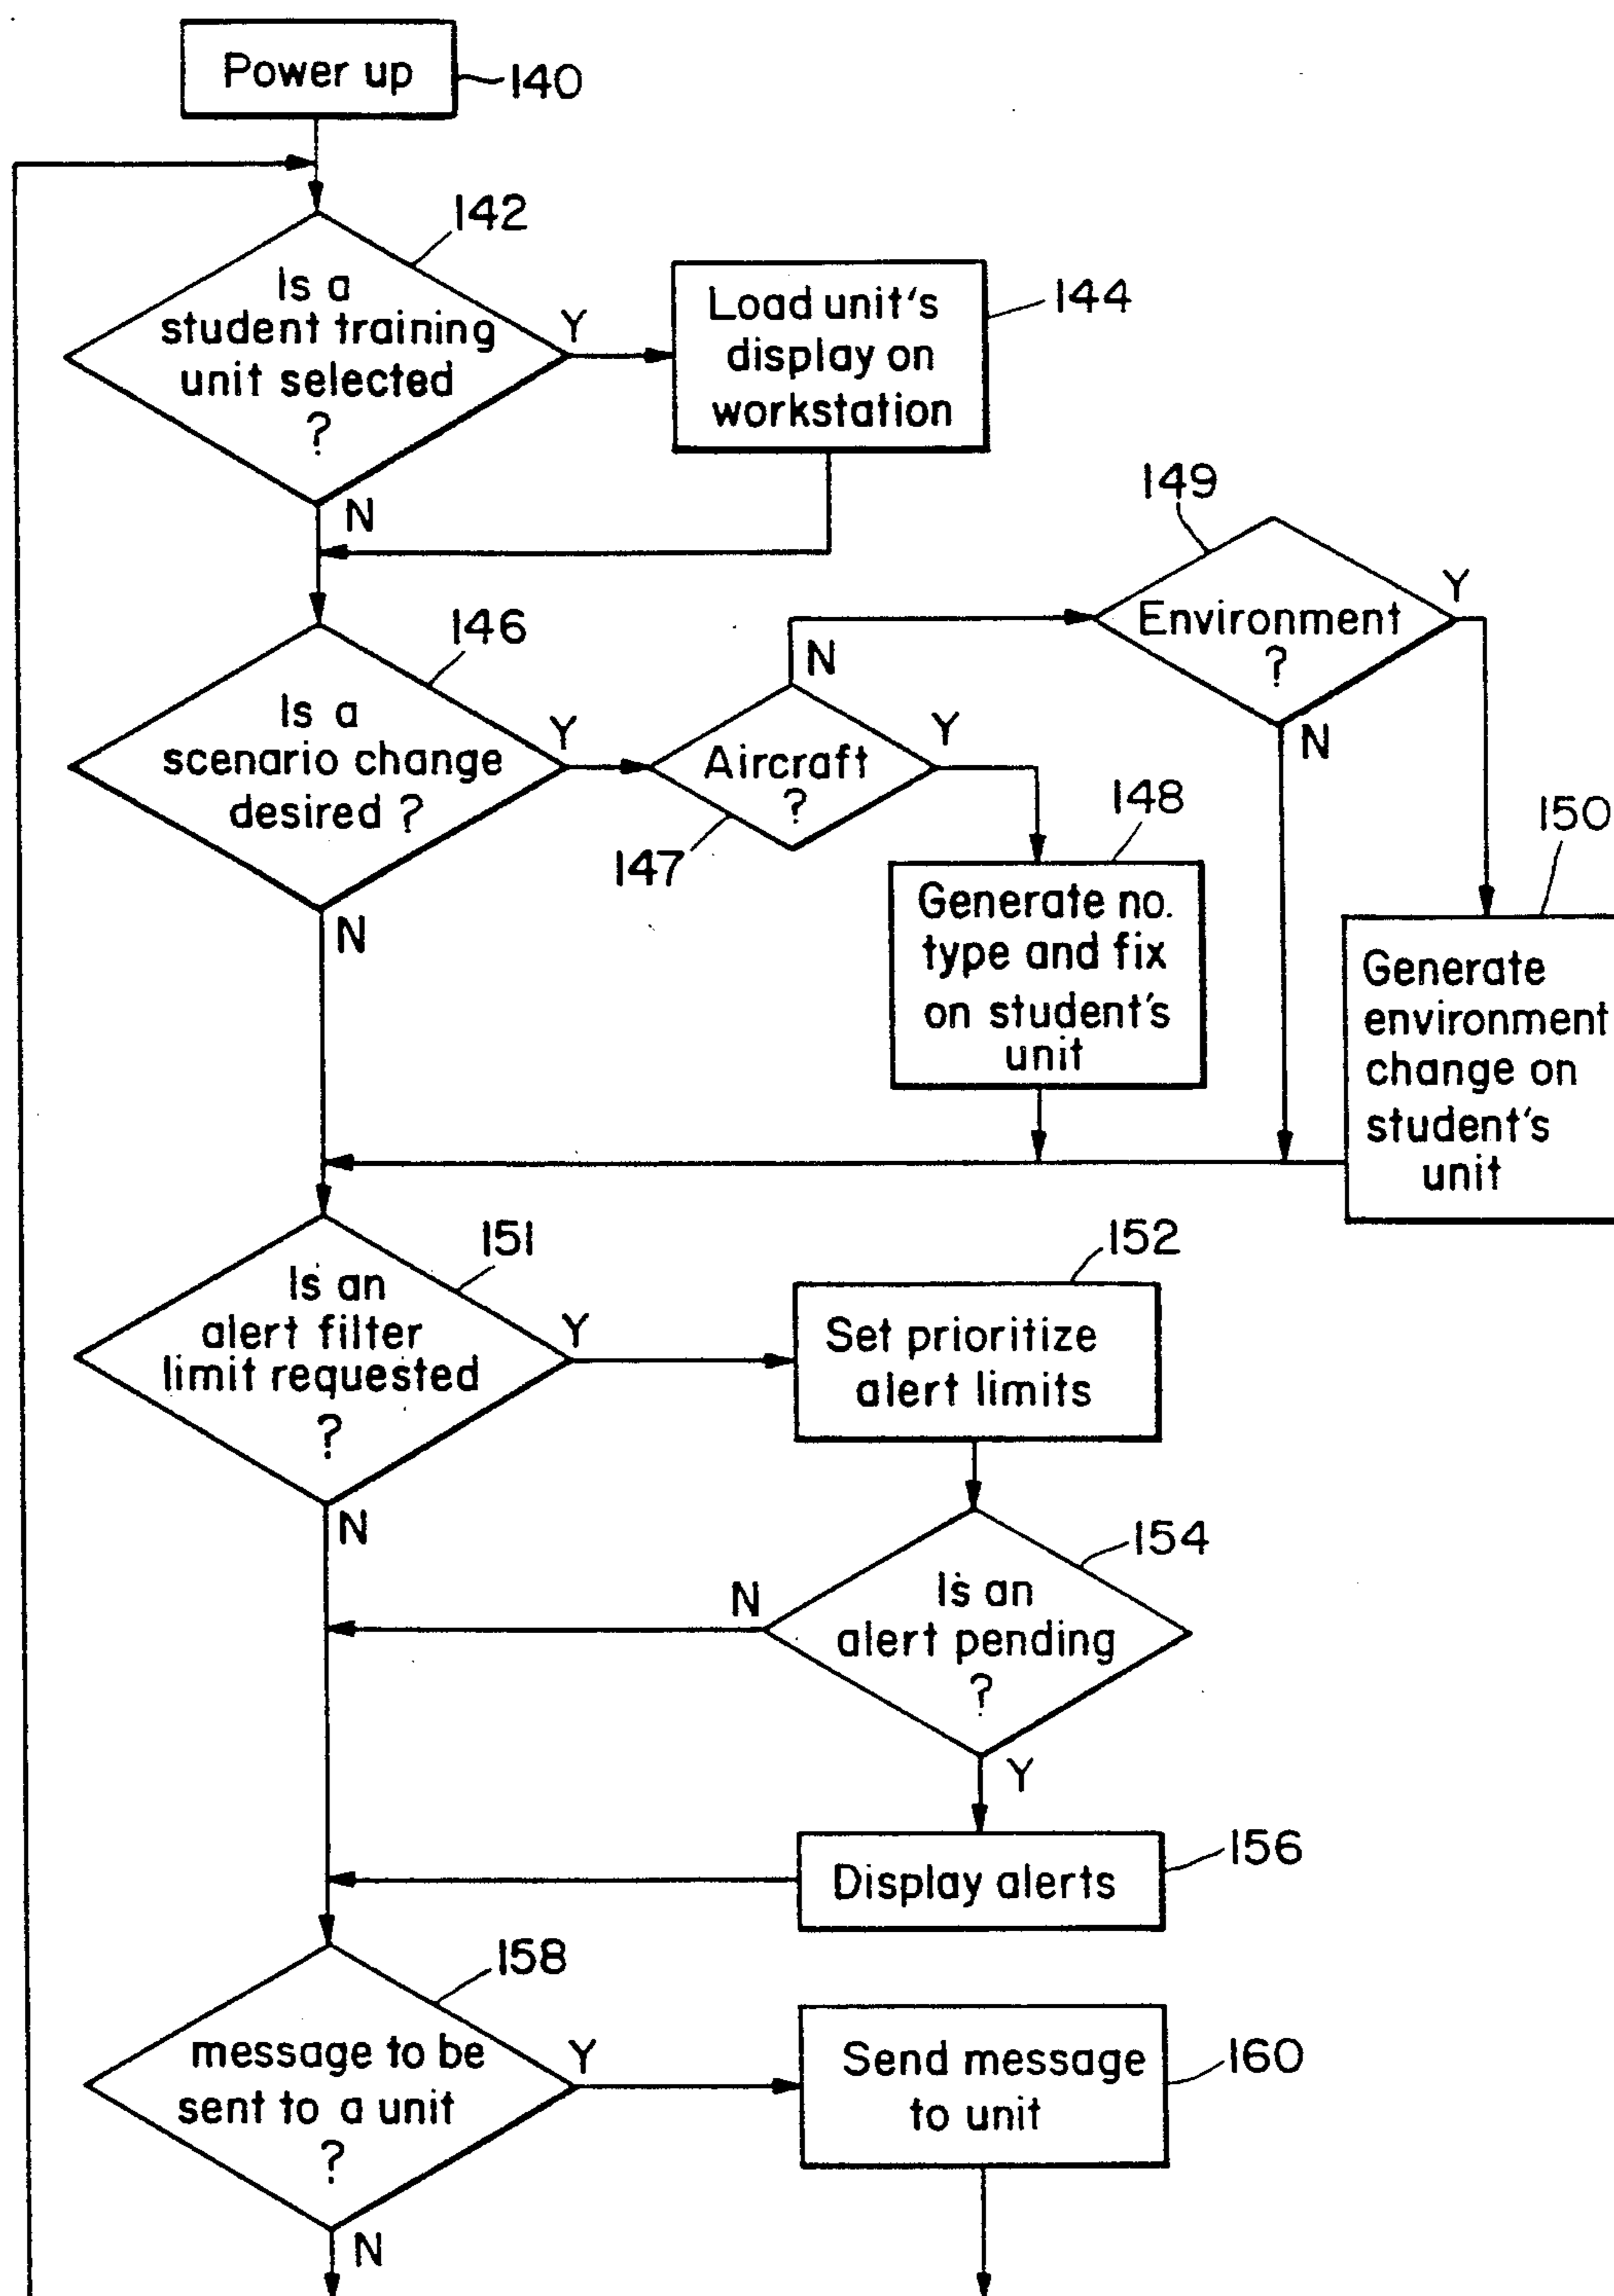 Power up
140
142
Is a
student training
unit selected
?
Y
N
Load unit's
display on
workstation
144
146
Is a
scenario change
desired ?
Y
N
Aircraft
?
147
N
Y
149
Environment
?
Y
N
148
Generate no.
type and fix
on student's
unit
150
Generate
environment
change on
student's
unit
151
Is an
alert filter
limit requested
?
Y
N
152
Set prioritize
alert limits
154
Is an
alert pending
?
N
Y
156
Display alerts
158
message to be
sent to a unit
?
Y
N
Send message
to unit
160